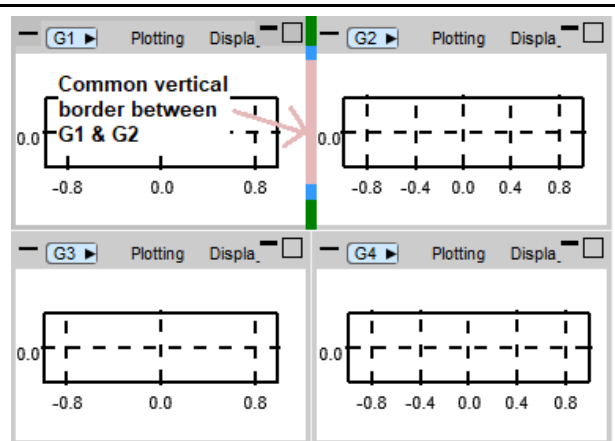 G1 ► Plotting Displa
G2 ► Plotting Displa
Common vertical
border between
G1 & G2
0.0
-0.8 0.0 0.8
0.0
-0.8 -0.4 0.0 0.4 0.8
G3 ► Plotting Displa
G4 ► Plotting Displa
0.0
-0.8 0.0 0.8
0.0
-0.8 -0.4 0.0 0.4 0.8